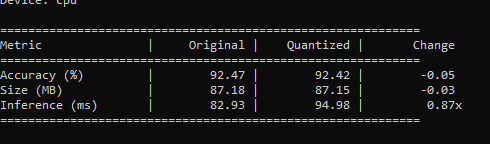 Device: cpu
============================================================
Metric | Original | Quantized | Change
============================================================
Accuracy (%) | 92.47 | 92.42 | -0.05
Size (MB) | 87.18 | 87.15 | -0.03
Inference (ms) | 82.93 | 94.98 | 0.87x
============================================================